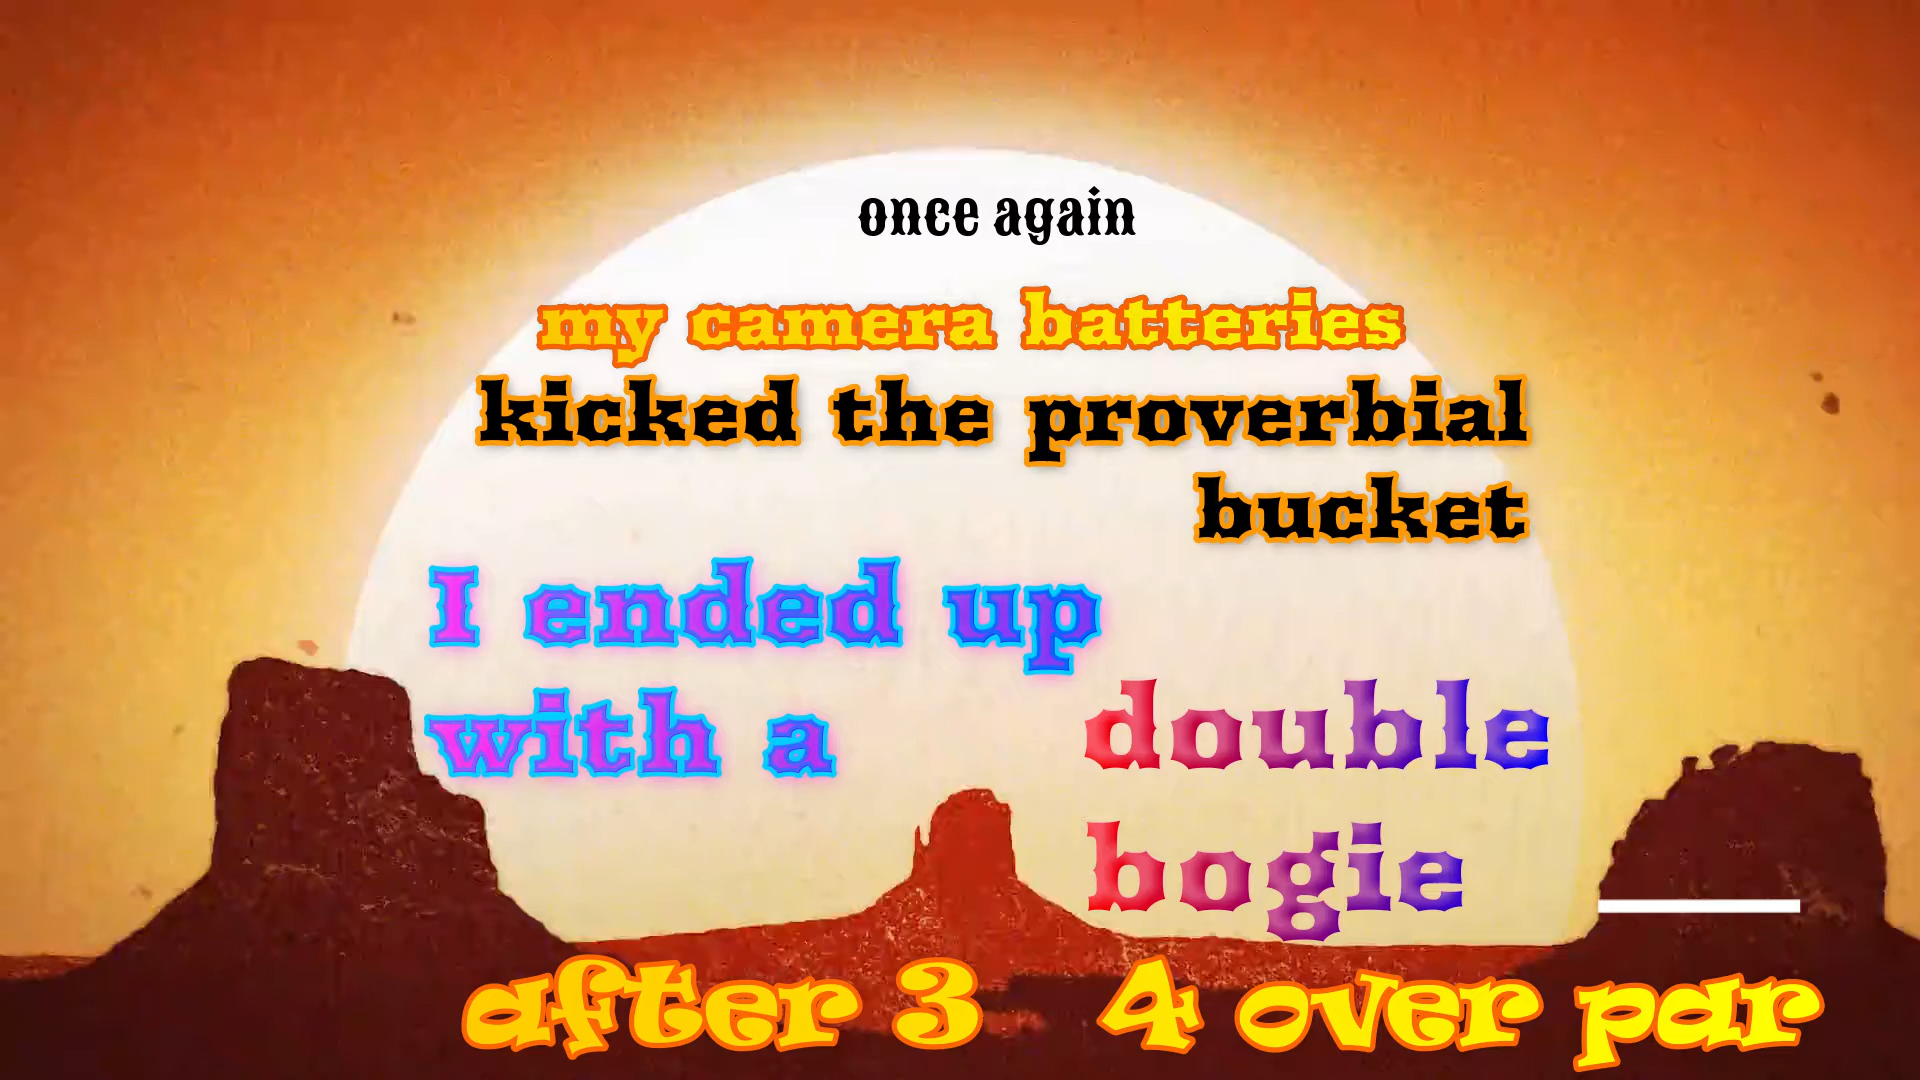 once again
my camera batteries
kicked the proverbial
bucket
I ended up
with a
double
bogie
after 3 4 over par